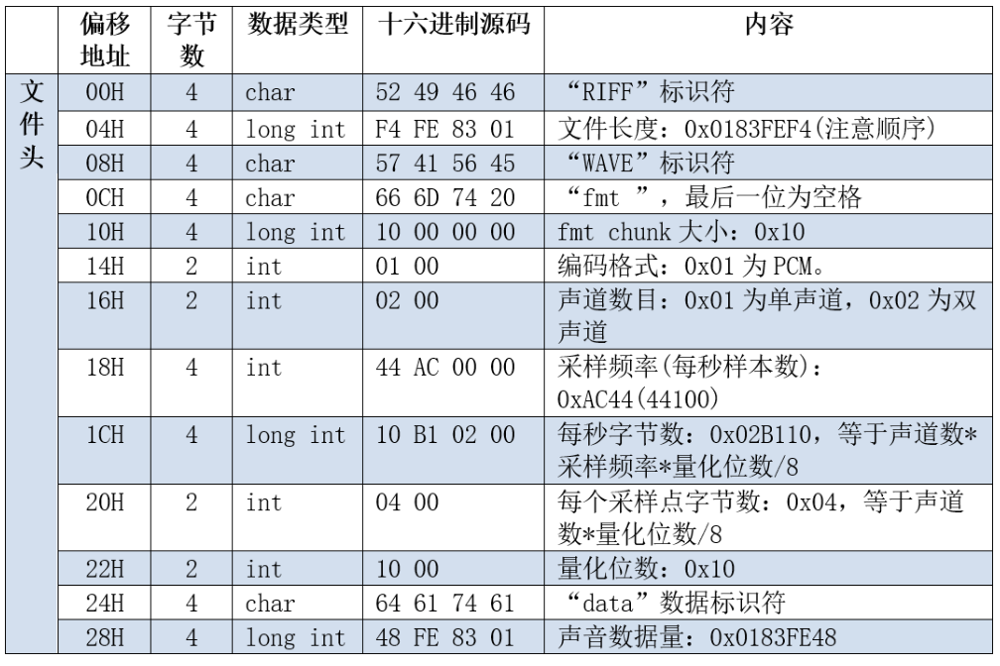 偏移地址 字节数 数据类型 十六进制源码 内容
文件头
00H 4 char 52 49 46 46 “RIFF”标识符
04H 4 long int F4 FE 83 01 文件长度：0x0183FEF4(注意顺序)
08H 4 char 57 41 56 45 “WAVE”标识符
0CH 4 char 66 6D 74 20 “fmt ”，最后一位为空格
10H 4 long int 10 00 00 00 fmt chunk 大小：0x10
14H 2 int 01 00 编码格式：0x01 为 PCM。
16H 2 int 02 00 声道数目：0x01 为单声道，0x02 为双
声道
18H 4 int 44 AC 00 00 采样频率(每秒样本数)：
0xAC44(44100)
1CH 4 long int 10 B1 02 00 每秒字节数：0x02B110，等于声道数*
采样频率*量化位数/8
20H 2 int 04 00 每个采样点字节数：0x04，等于声道
数*量化位数/8
22H 2 int 10 00 量化位数：0x10
24H 4 char 64 61 74 61 “data”数据标识符
28H 4 long int 48 FE 83 01 声音数据量：0x0183FE48